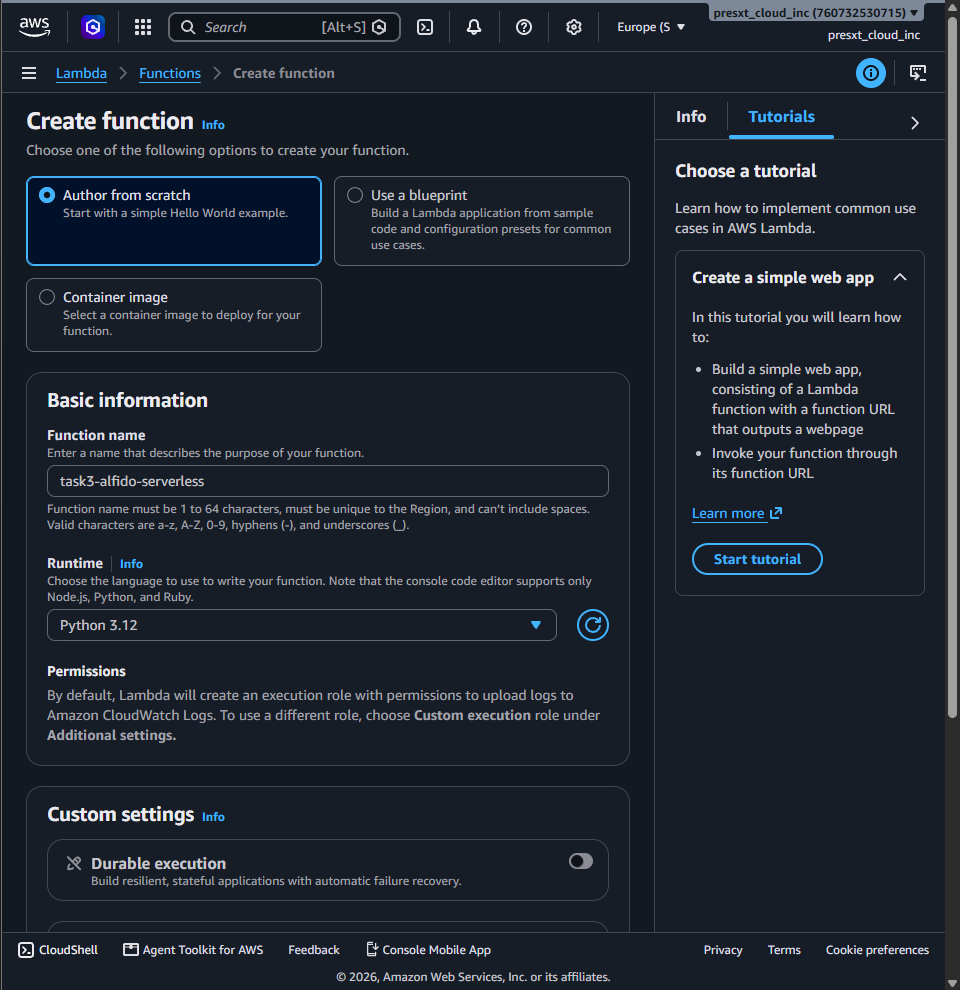 aws
Search [Alt+S]
Europe (S
presxt_cloud_inc (760732530715)
presxt_cloud_inc
Lambda
Functions
Create function
Create function Info
Choose one of the following options to create your function.
Author from scratch
Start with a simple Hello World example.
Use a blueprint
Build a Lambda application from sample
code and configuration presets for common
use cases.
Container image
Select a container image to deploy for your
function.
Basic information
Function name
Enter a name that describes the purpose of your function.
task3-alfido-serverless
Function name must be 1 to 64 characters, must be unique to the Region, and can't include spaces.
Valid characters are a-z, A-Z, 0-9, hyphens (-), and underscores (_).
Runtime Info
Choose the language to use to write your function. Note that the console code editor supports only
Node.js, Python, and Ruby.
Python 3.12
Permissions
By default, Lambda will create an execution role with permissions to upload logs to
Amazon CloudWatch Logs. To use a different role, choose Custom execution role under
Additional settings.
Custom settings Info
Durable execution
Build resilient, stateful applications with automatic failure recovery.
Info
Tutorials
Choose a tutorial
Learn how to implement common use
cases in AWS Lambda.
Create a simple web app
In this tutorial you will learn how
to:
• Build a simple web app,
consisting of a Lambda
function with a function URL
that outputs a webpage
• Invoke your function through
its function URL
Learn more
Start tutorial
CloudShell
Agent Toolkit for AWS
Feedback
Console Mobile App
Privacy
Terms
Cookie preferences
© 2026, Amazon Web Services, Inc. or its affiliates.